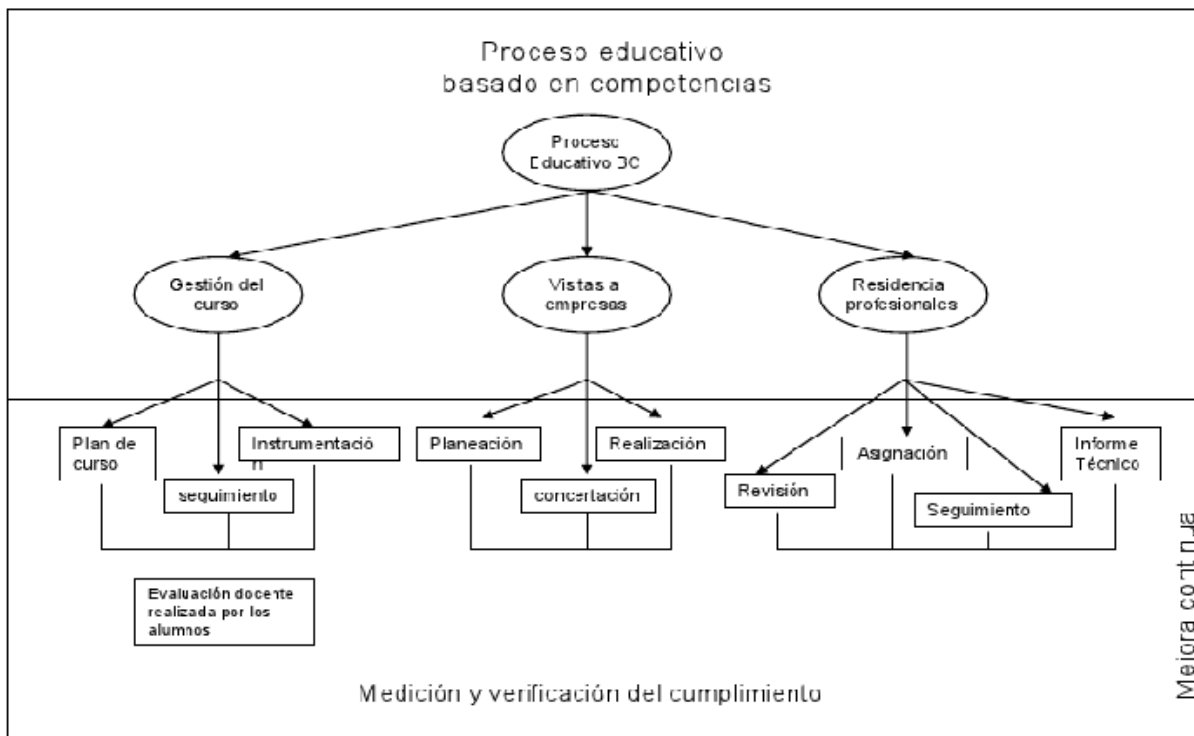 Proceso educativo
basado en competencias
Proceso
Educativo BC
Gestión del
curso
Vistas a
empresas
Residencia
profesionales
Plan de
curso
Instrumentació
n
seguimiento
Planeación
Realización
concertación
Revisión
Asignación
Seguimiento
Informe
Técnico
Evaluación docente
realizada por los
alumnos
Medición y verificación del cumplimiento
Mejora continua